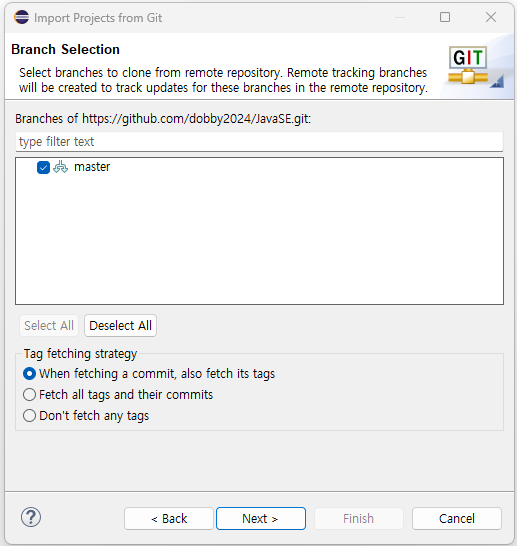 Import Projects from Git
Branch Selection
Select branches to clone from remote repository. Remote tracking branches
will be created to track updates for these branches in the remote repository.
GIT
Branches of https://github.com/dobby2024/JavaSE.git:
type filter text
master
Select All
Deselect All
Tag fetching strategy
When fetching a commit, also fetch its tags
Fetch all tags and their commits
Don't fetch any tags
?
< Back
Next >
Finish
Cancel